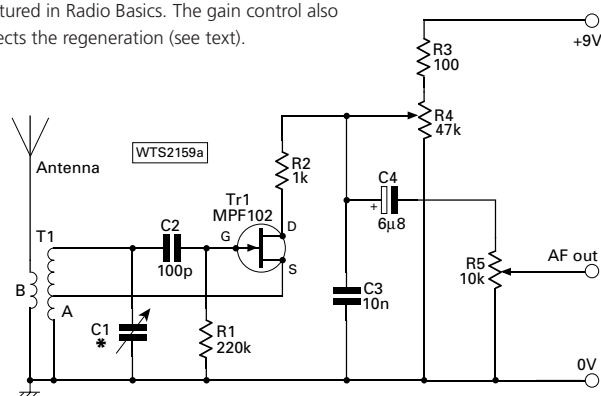 tured in Radio Basics. The gain control also
ects the regeneration (see text).
+9V
R3
100
R4
47k
WTS2159a
Antenna
R2
1k
C4
+
6µ8
Tr1
MPF102
C2
100p
G
D
S
T1
B
A
C1
*
R1
220k
C3
10n
R5
10k
AF out
0V